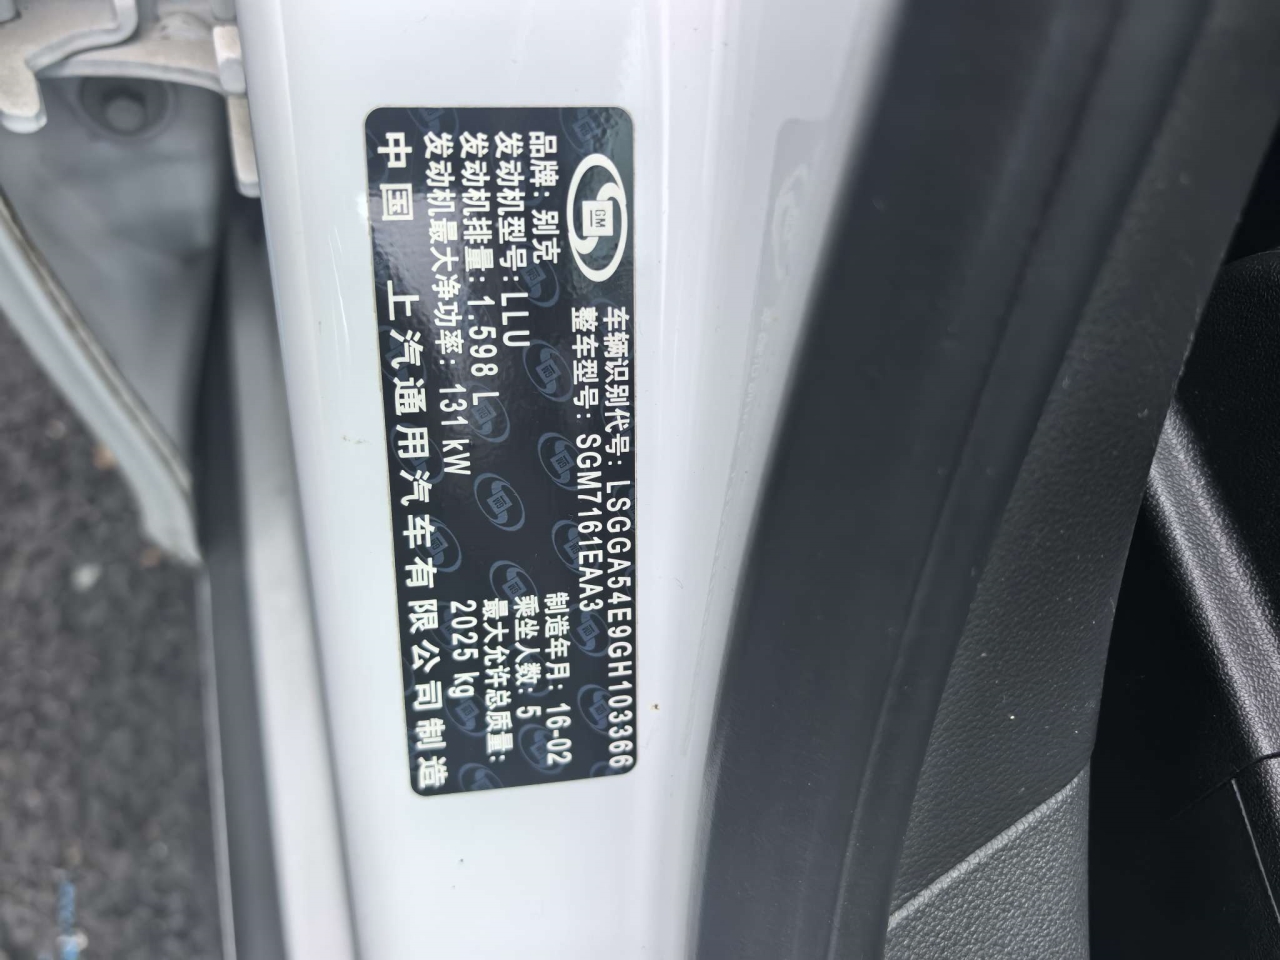 GM
车辆识别代号: LSGGA54E9GH103366
整车型号: SGM7161EAA3
品牌: 别克
制造年月: 16-02
发动机型号: LLU
乘坐人数: 5
发动机排量: 1.598 L
最大允许总质量:
发动机最大净功率: 131 kW
2025 kg
中国 上汽通用汽车有限公司制造